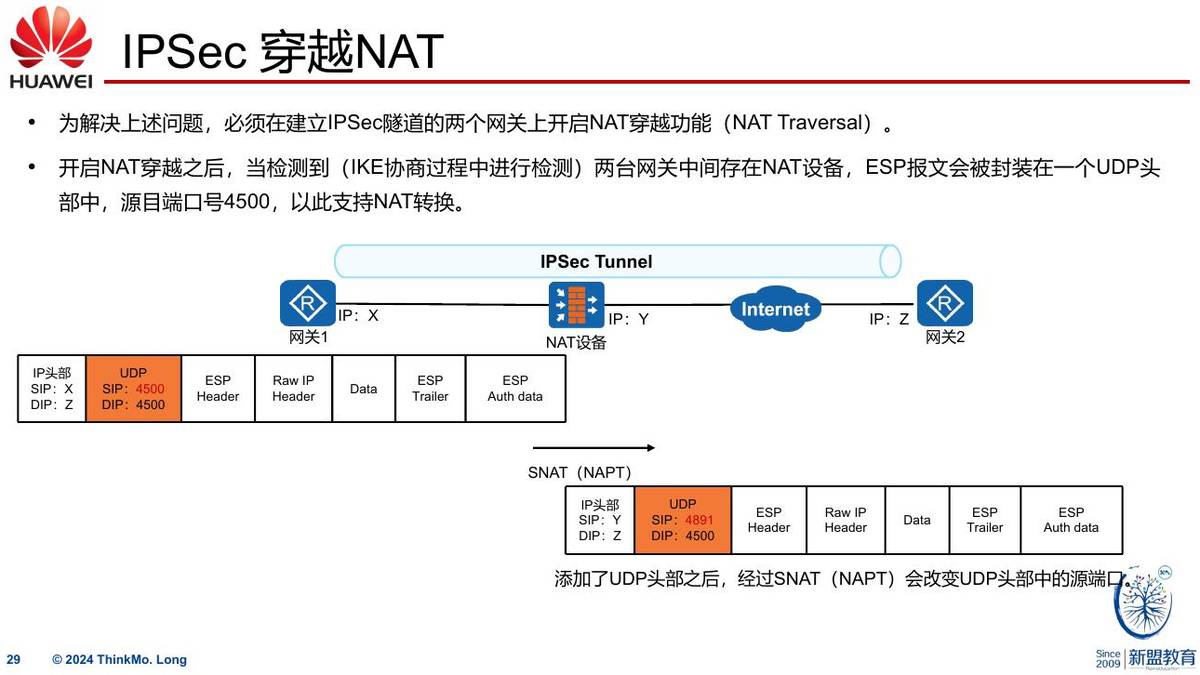 HUAWEI
IPSec 穿越NAT
• 为解决上述问题，必须在建立IPSec隧道的两个网关上开启NAT穿越功能（NAT Traversal）。
• 开启NAT穿越之后，当检测到（IKE协商过程中进行检测）两台网关中间存在NAT设备，ESP报文会被封装在一个UDP头
部中，源目端口号4500，以此支持NAT转换。
IPSec Tunnel
R
R
Internet
IP：X
IP：Y
IP：Z
网关1
NAT设备
网关2
IP头部
SIP：X
DIP：Z
UDP
SIP：4500
DIP：4500
ESP
Header
Raw IP
Header
Data
ESP
Trailer
ESP
Auth data
SNAT（NAPT）
IP头部
SIP：Y
DIP：Z
UDP
SIP：4891
DIP：4500
ESP
Header
Raw IP
Header
Data
ESP
Trailer
ESP
Auth data
添加了UDP头部之后，经过SNAT（NAPT）会改变UDP头部中的源端口。
29
© 2024 ThinkMo. Long
Since
2009
新盟教育